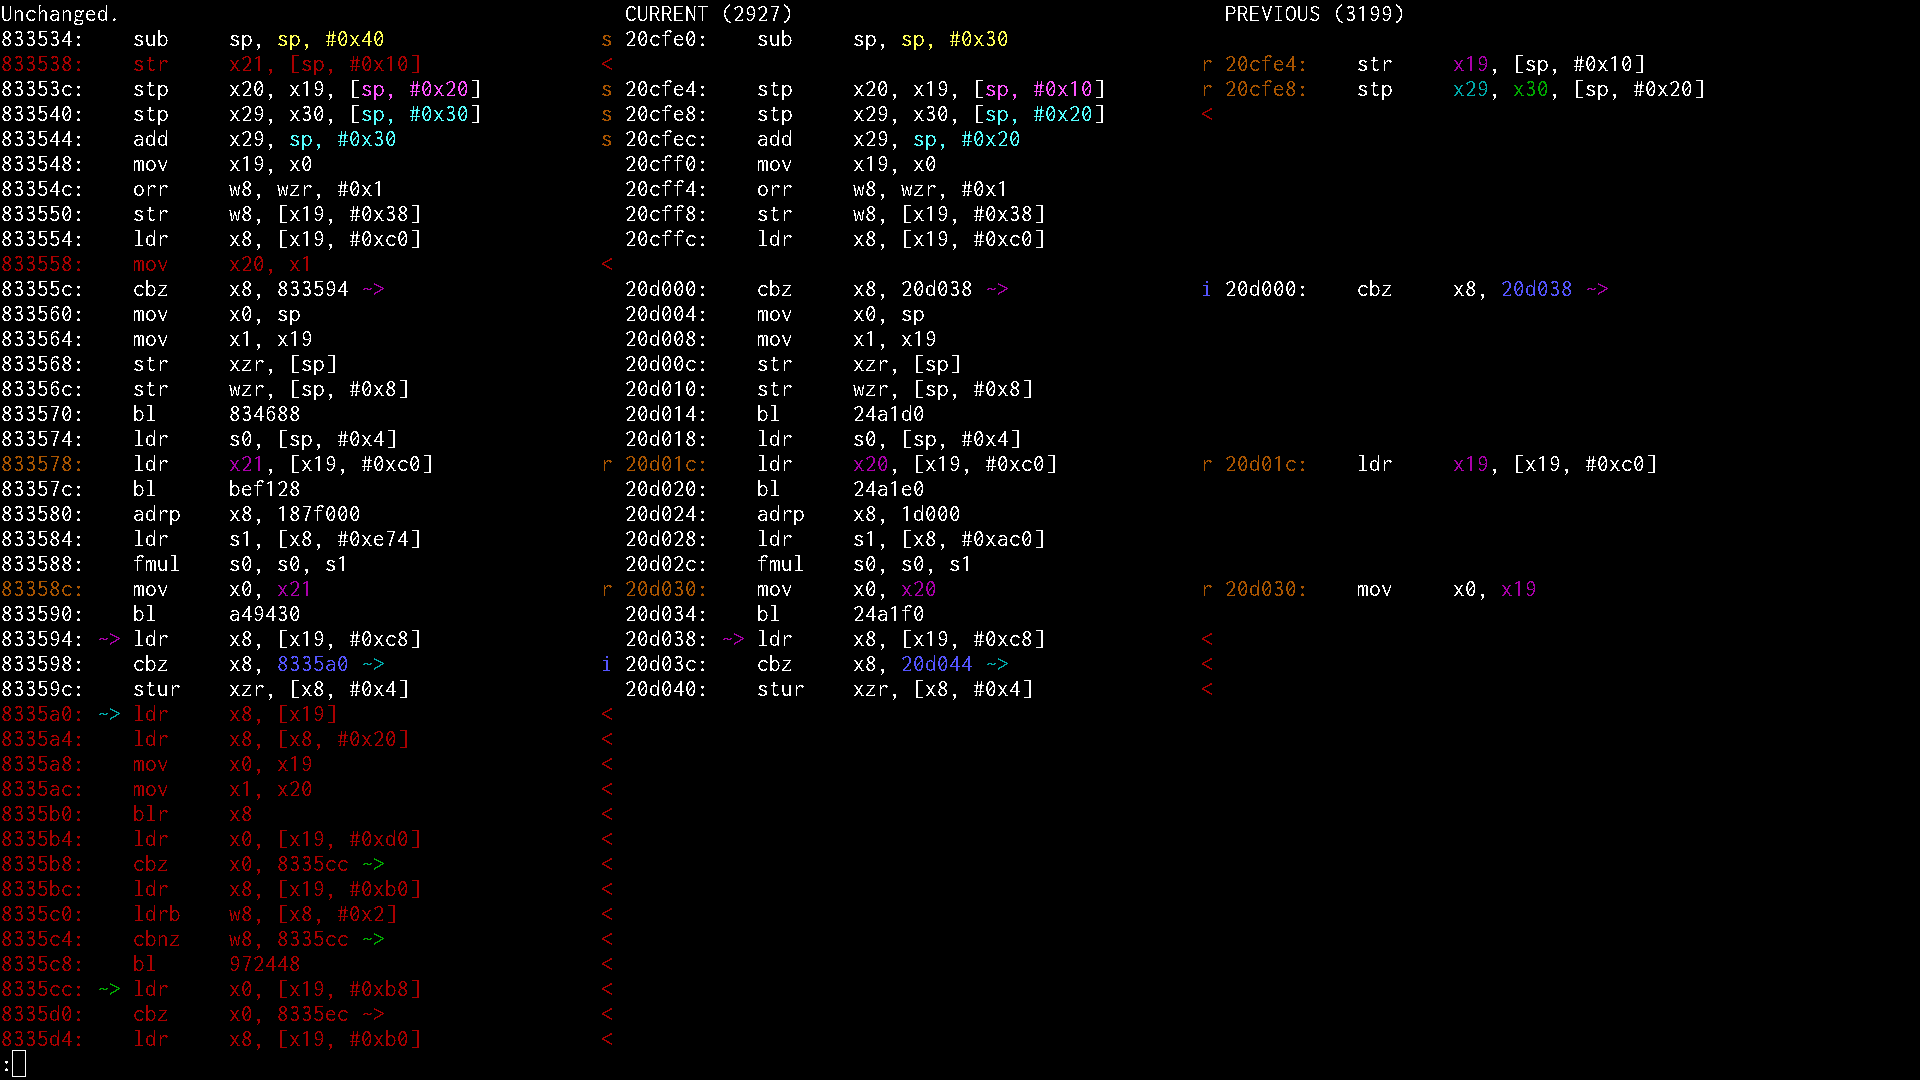 Unchanged. CURRENT (2927) PREVIOUS (3199)
833534: sub sp, sp, #0x40 s 20cfe0: sub sp, sp, #0x30
833538: str x21, [sp, #0x10] < r 20cfe4: str x19, [sp, #0x10]
83353c: stp x20, x19, [sp, #0x20] s 20cfe4: stp x20, x19, [sp, #0x10] r 20cfe8: stp x29, x30, [sp, #0x20]
833540: stp x29, x30, [sp, #0x30] s 20cfe8: stp x29, x30, [sp, #0x20] <
833544: add x29, sp, #0x30 s 20cfec: add x29, sp, #0x20
833548: mov x19, x0 20cff0: mov x19, x0
83354c: orr w8, wzr, #0x1 20cff4: orr w8, wzr, #0x1
833550: str w8, [x19, #0x38] 20cff8: str w8, [x19, #0x38]
833554: ldr x8, [x19, #0xc0] 20cffc: ldr x8, [x19, #0xc0]
833558: mov x20, x1 <
83355c: cbz x8, 833594 ~> 20d000: cbz x8, 20d038 ~> i 20d000: cbz x8, 20d038 ~>
833560: mov x0, sp 20d004: mov x0, sp
833564: mov x1, x19 20d008: mov x1, x19
833568: str xzr, [sp] 20d00c: str xzr, [sp]
83356c: str wzr, [sp, #0x8] 20d010: str wzr, [sp, #0x8]
833570: bl 834688 20d014: bl 24a1d0
833574: ldr s0, [sp, #0x4] 20d018: ldr s0, [sp, #0x4]
833578: ldr x21, [x19, #0xc0] r 20d01c: ldr x20, [x19, #0xc0] r 20d01c: ldr x19, [x19, #0xc0]
83357c: bl bef128 20d020: bl 24a1e0
833580: adrp x8, 187f000 20d024: adrp x8, 1d000
833584: ldr s1, [x8, #0xe74] 20d028: ldr s1, [x8, #0xac0]
833588: fmul s0, s0, s1 20d02c: fmul s0, s0, s1
83358c: mov x0, x21 r 20d030: mov x0, x20 r 20d030: mov x0, x19
833590: bl a49430 20d034: bl 24a1f0
833594: ~> ldr x8, [x19, #0xc8] 20d038: ~> ldr x8, [x19, #0xc8] <
833598: cbz x8, 8335a0 ~> i 20d03c: cbz x8, 20d044 ~> <
83359c: stur xzr, [x8, #0x4] 20d040: stur xzr, [x8, #0x4] <
8335a0: ~> ldr x8, [x19] <
8335a4: ldr x8, [x8, #0x20] <
8335a8: mov x0, x19 <
8335ac: mov x1, x20 <
8335b0: blr x8 <
8335b4: ldr x0, [x19, #0xd0] <
8335b8: cbz x0, 8335cc ~> <
8335bc: ldr x8, [x19, #0xb0] <
8335c0: ldrb w8, [x8, #0x2] <
8335c4: cbnz w8, 8335cc ~> <
8335c8: bl 972448 <
8335cc: ~> ldr x0, [x19, #0xb8] <
8335d0: cbz x0, 8335ec ~> <
8335d4: ldr x8, [x19, #0xb0] <
: